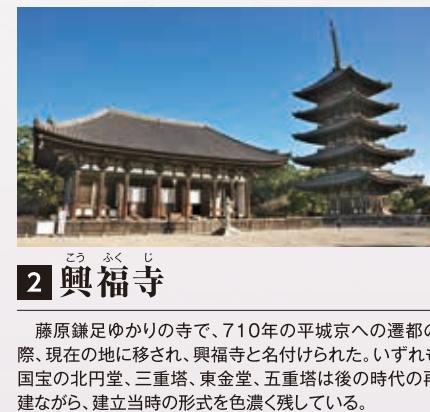 こう ふく じ
2 興福寺
藤原鎌足ゆかりの寺で、710年の平城京への遷都の
際、現在の地に移され、興福寺と名付けられた。いずれも
国宝の北円堂、三重塔、東金堂、五重塔は後の時代の再
建ながら、建立当時の形式を色濃く残している。